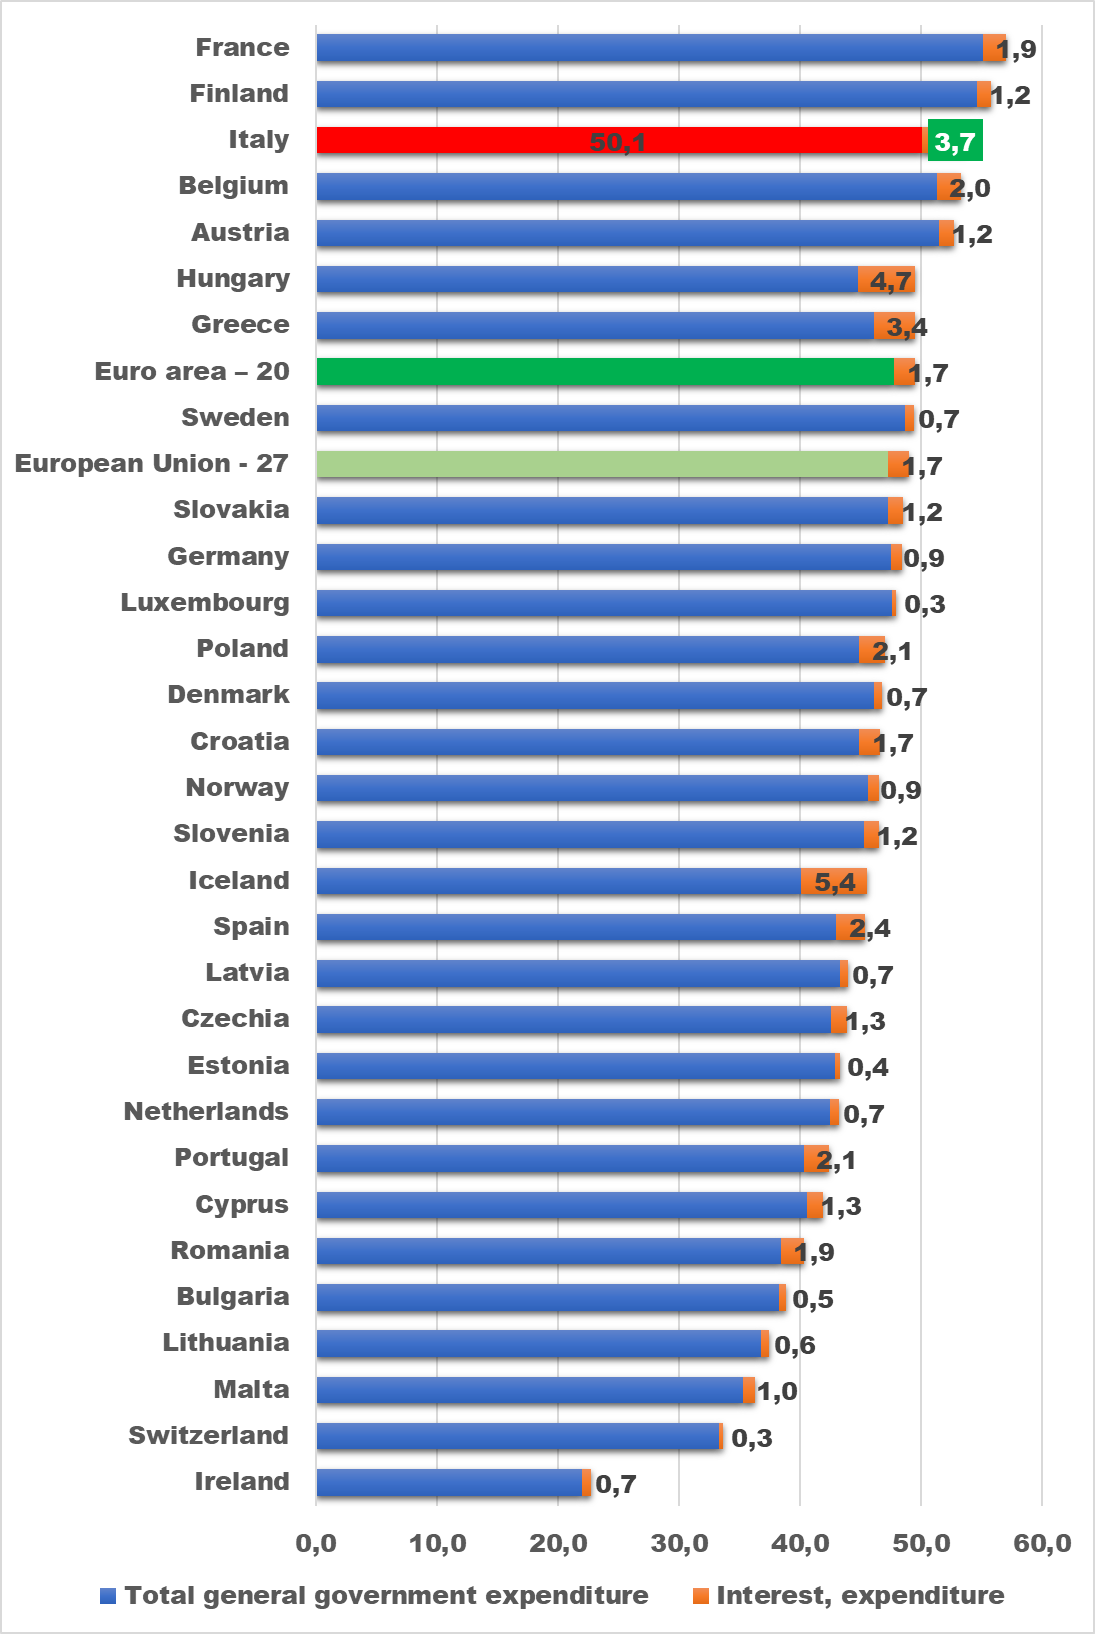 France 1,9
Finland 1,2
Italy 50,1 3,7
Belgium 2,0
Austria 1,2
Hungary 4,7
Greece 3,4
Euro area – 20 1,7
Sweden 0,7
European Union - 27 1,7
Slovakia 1,2
Germany 0,9
Luxembourg 0,3
Poland 2,1
Denmark 0,7
Croatia 1,7
Norway 0,9
Slovenia 1,2
Iceland 5,4
Spain 2,4
Latvia 0,7
Czechia 1,3
Estonia 0,4
Netherlands 0,7
Portugal 2,1
Cyprus 1,3
Romania 1,9
Bulgaria 0,5
Lithuania 0,6
Malta 1,0
Switzerland 0,3
Ireland 0,7
0,0 10,0 20,0 30,0 40,0 50,0 60,0
Total general government expenditure Interest, expenditure